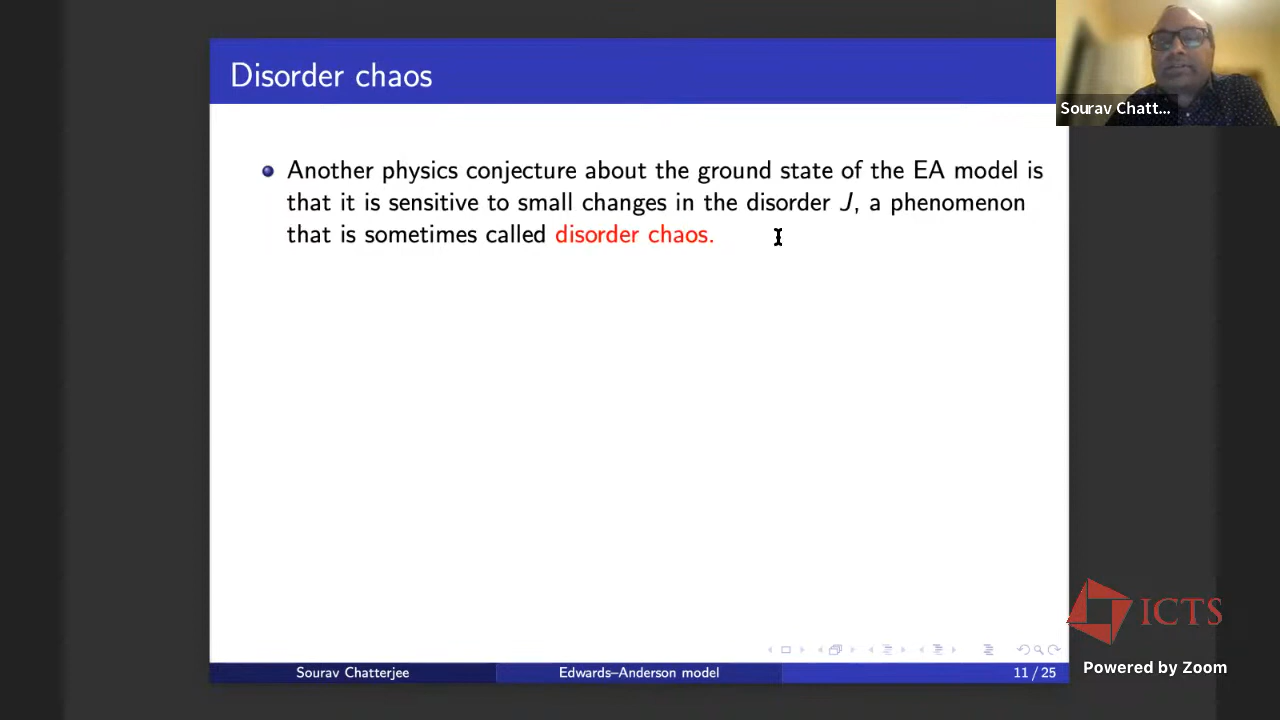 Disorder chaos
Another physics conjecture about the ground state of the EA model is
that it is sensitive to small changes in the disorder J, a phenomenon
that is sometimes called disorder chaos.
Sourav Chatt...
ICTS
Powered by Zoom
Sourav Chatterjee
Edwards–Anderson model
11 / 25